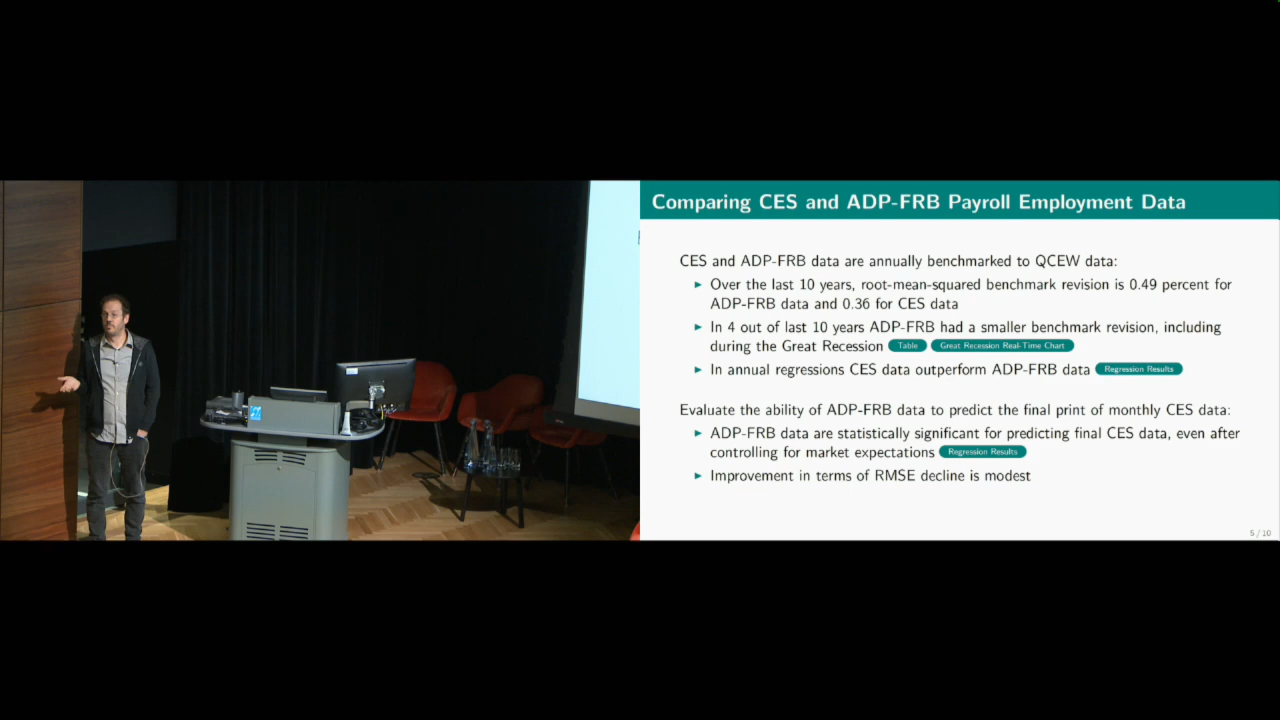 Comparing CES and ADP-FRB Payroll Employment Data
CES and ADP-FRB data are annually benchmarked to QCEW data:
▶ Over the last 10 years, root-mean-squared benchmark revision is 0.49 percent for
ADP-FRB data and 0.36 for CES data
▶ In 4 out of last 10 years ADP-FRB had a smaller benchmark revision, including
during the Great Recession Table Great Recession Real-Time Chart
▶ In annual regressions CES data outperform ADP-FRB data Regression Results
Evaluate the ability of ADP-FRB data to predict the final print of monthly CES data:
▶ ADP-FRB data are statistically significant for predicting final CES data, even after
controlling for market expectations Regression Results
▶ Improvement in terms of RMSE decline is modest
5 / 10